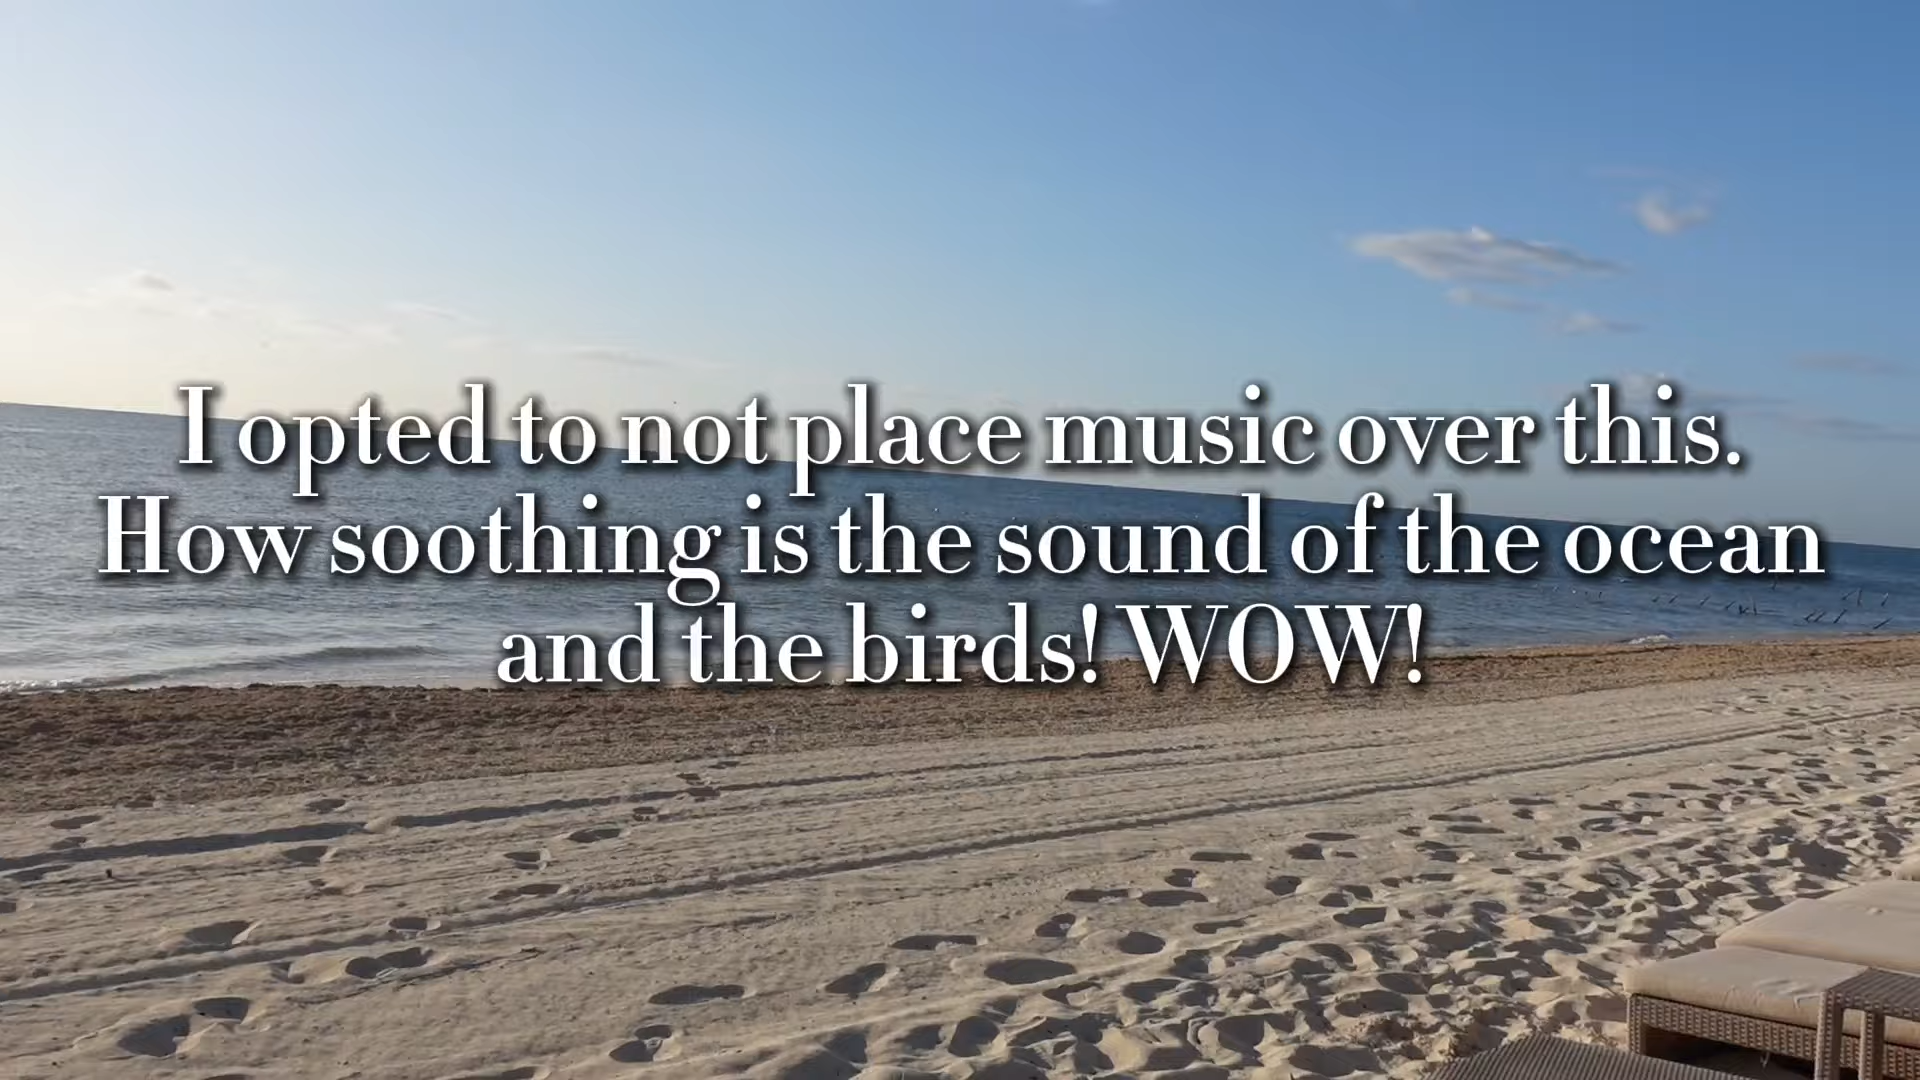 I opted to not place music over this.
How soothing is the sound of the ocean
and the birds! WOW!